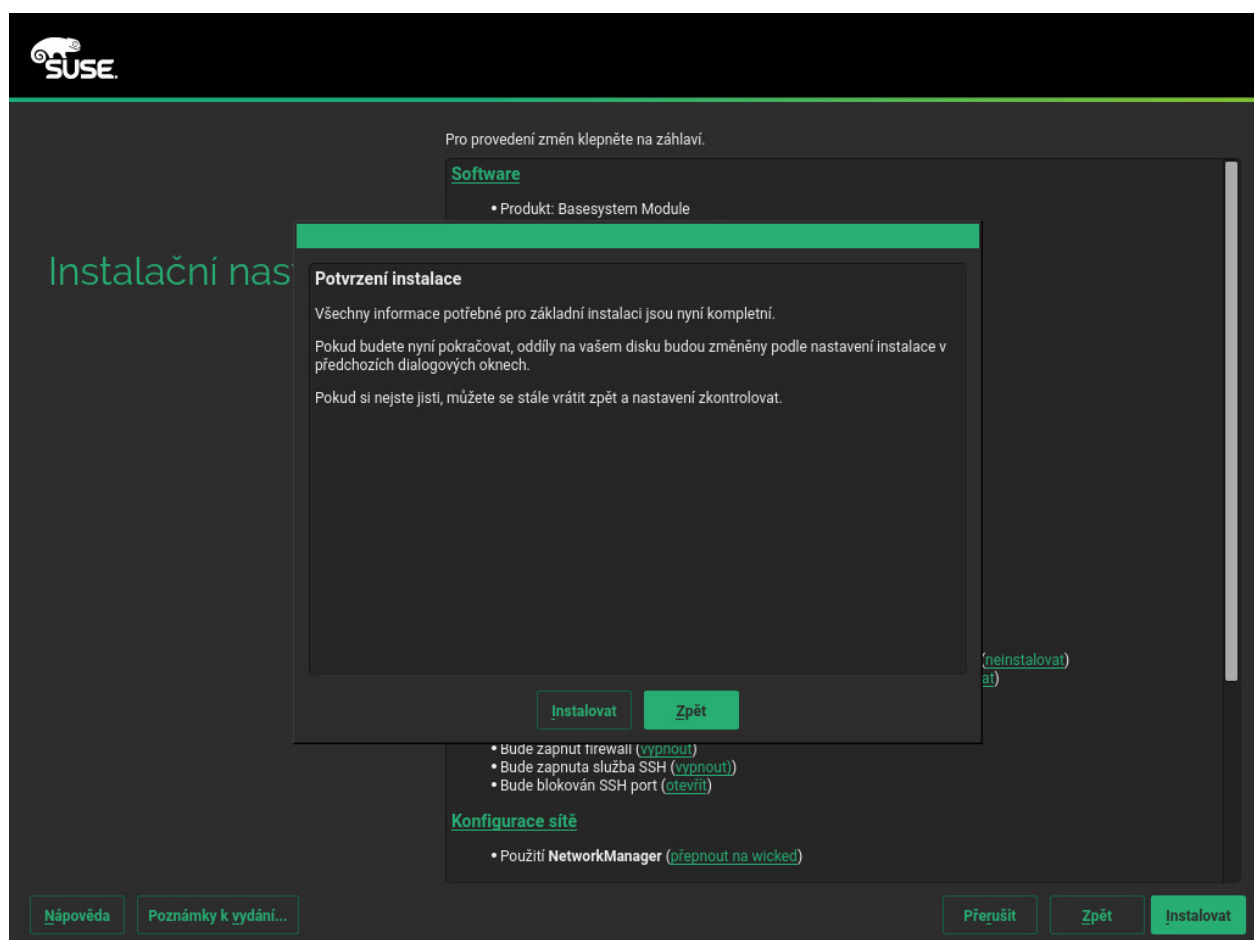 SUSE.
Pro provedení změn klepněte na záhlaví.
Software
• Produkt: Basesystem Module
Instalační nas
Potvrzení instalace
Všechny informace potřebné pro základní instalaci jsou nyní kompletní.
Pokud budete nyní pokračovat, oddíly na vašem disku budou změněny podle nastavení instalace v
předchozích dialogových oknech.
Pokud si nejste jisti, můžete se stále vrátit zpět a nastavení zkontrolovat.
(neinstalovat)
at)
Instalovat Zpět
• Bude zapnut firewall (vypnout)
• Bude zapnuta služba SSH (vypnout))
• Bude blokován SSH port (otevřít)
Konfigurace sítě
• Použití NetworkManager (přepnout na wicked)
Nápověda Poznámky k vydání... Přerušit Zpět Instalovat